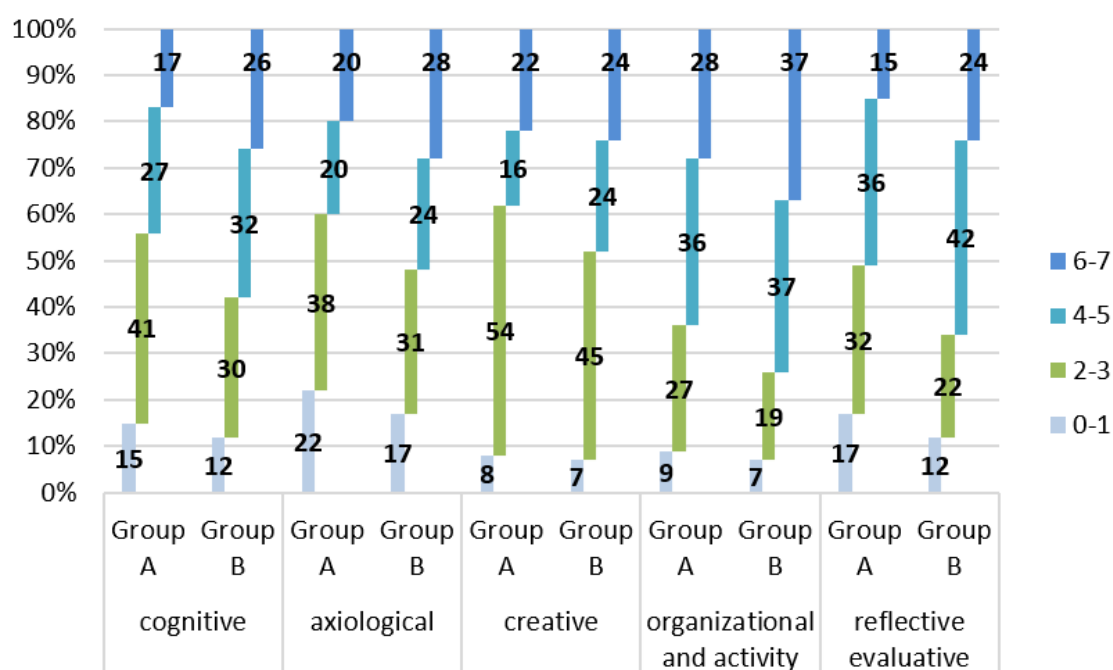 100%
90%
80%
70%
60%
50%
40%
30%
20%
10%
0%
17 26 20 28 22 24 28 37 15 24
27 32 20 24 16 24 36 37 36 42
41 30 38 31 54 45 27 19 32 22
15 12 22 17 8 7 9 7 17 12
6-7
4-5
2-3
0-1
Group Group Group Group Group Group Group Group Group Group
A B A B A B A B A B
cognitive axiological creative organizational reflective
and activity evaluative